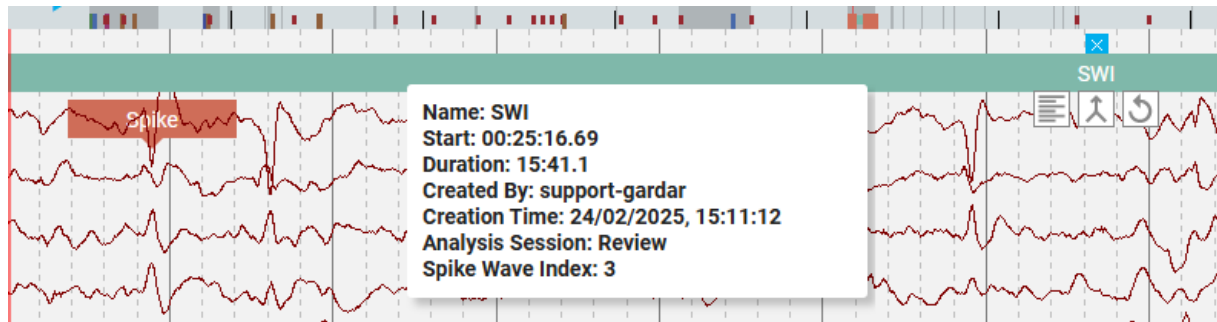 SWI
Spike
Name: SWI
Start: 00:25:16.69
Duration: 15:41.1
Created By: support-gardar
Creation Time: 24/02/2025, 15:11:12
Analysis Session: Review
Spike Wave Index: 3